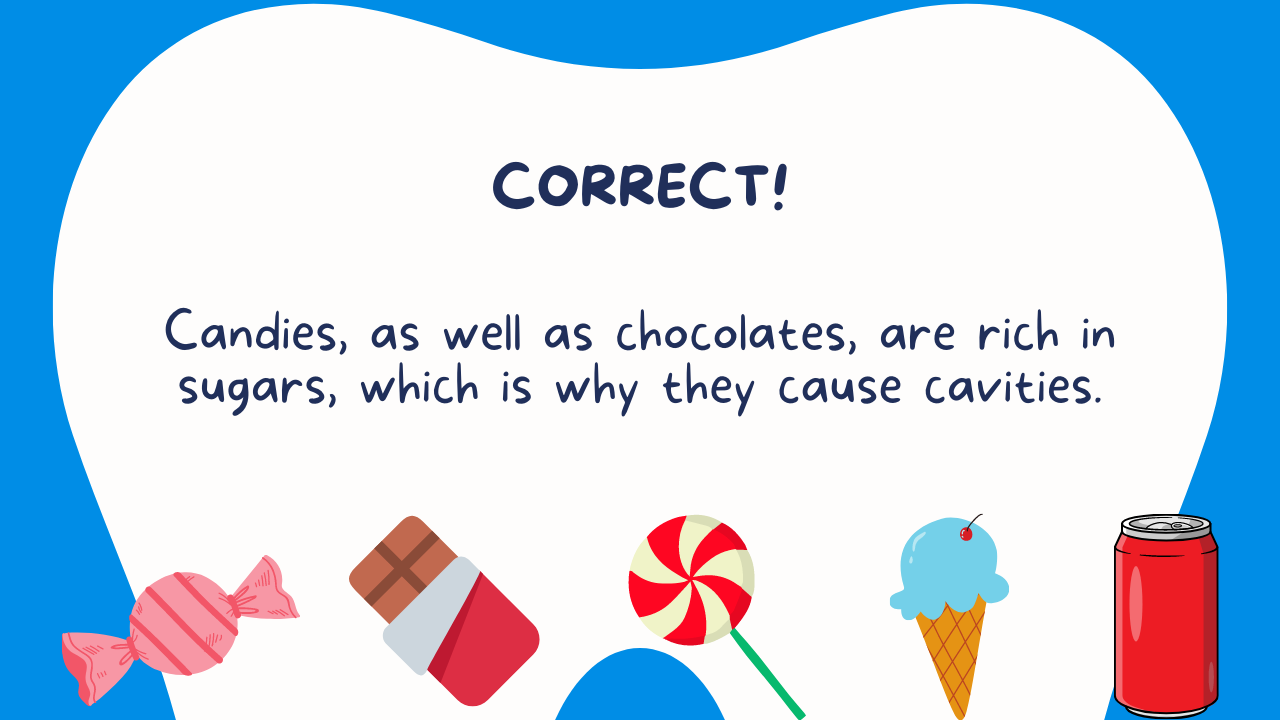 CORRECT!
Candies, as well as chocolates, are rich in
sugars, which is why they cause cavities.